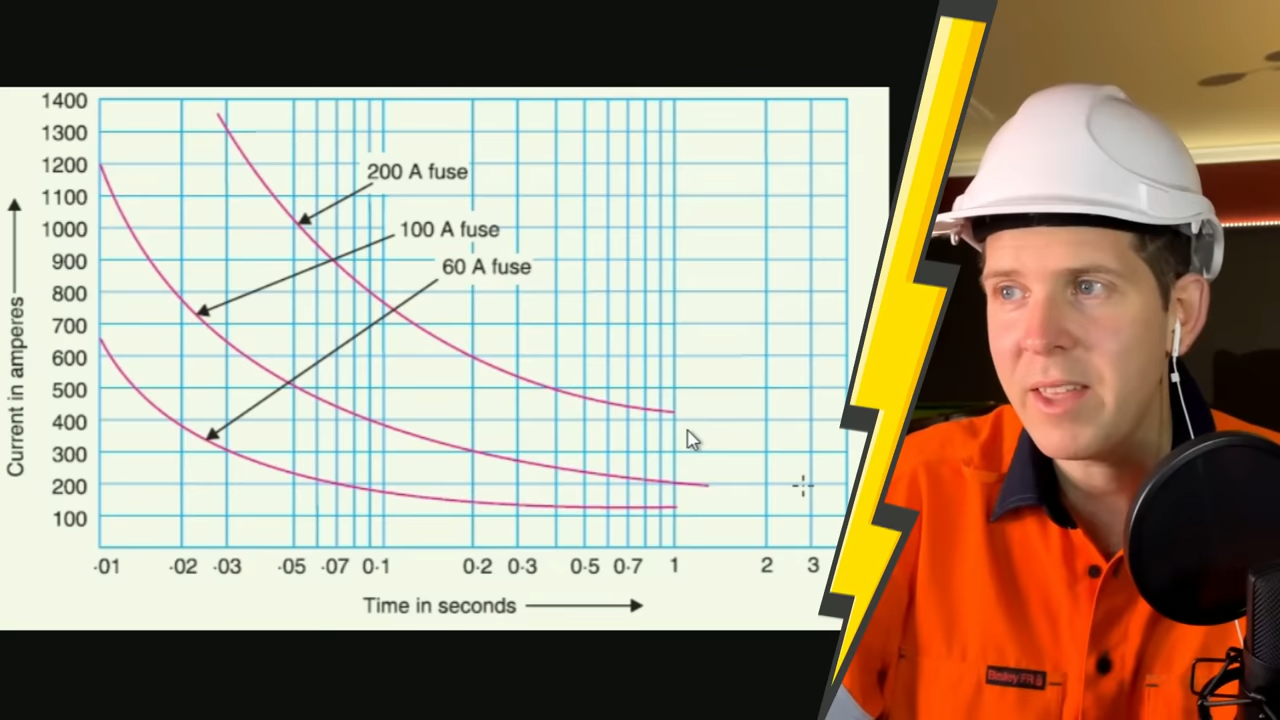 1400
1300
1200
1100
1000
900
800
700
600
500
400
300
200
100
Current in amperes
200 A fuse
100 A fuse
60 A fuse
·01 ·02 ·03 ·05 ·07 0·1 0·2 0·3 0·5 0·7 1 2 3
Time in seconds
Bisley FR